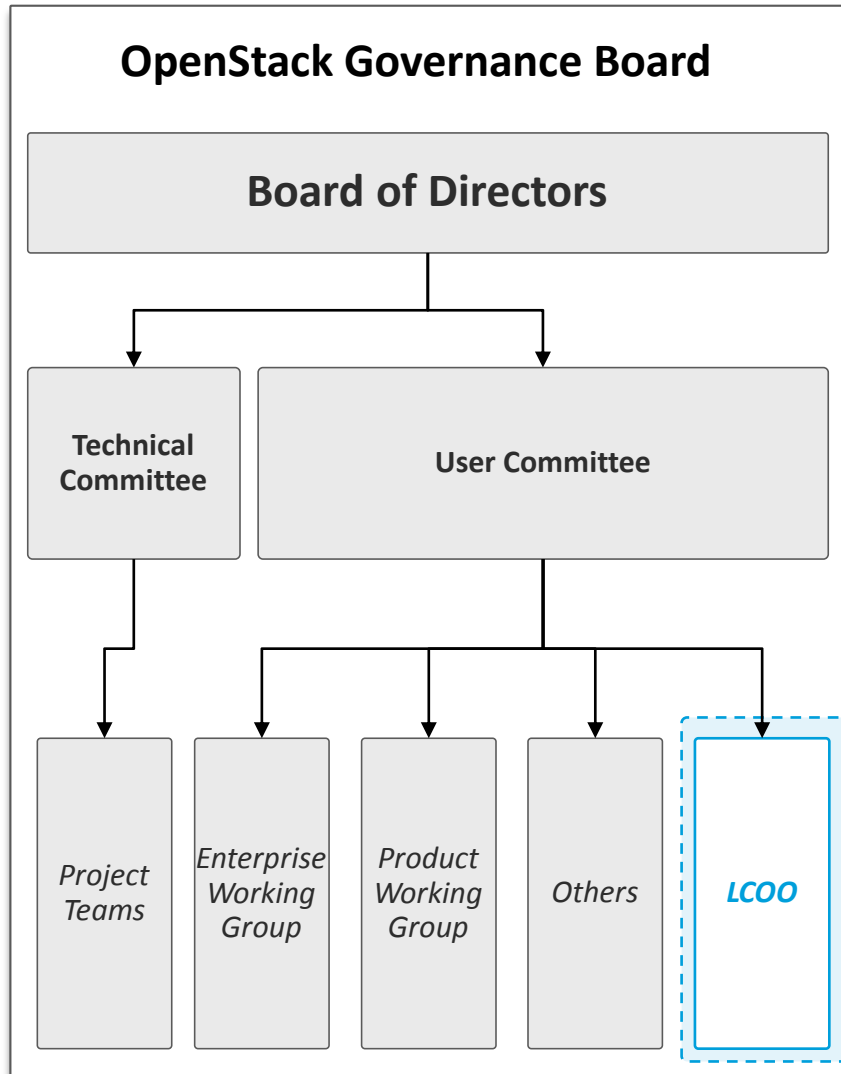 OpenStack Governance Board
Board of Directors
Technical
Committee
User Committee
Project
Teams
Enterprise
Working
Group
Product
Working
Group
Others
LCOO